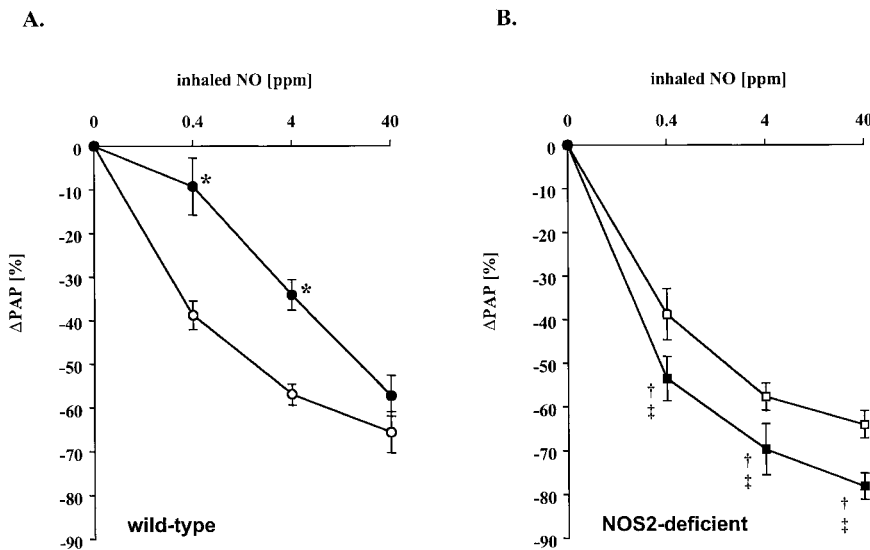 A.
inhaled NO [ppm]
0 0.4 4 40
0
-10
-20
-30
-40
-50
-60
-70
-80
-90
ΔPAP [%]
*
*
wild-type
B.
inhaled NO [ppm]
0 0.4 4 40
0
-10
-20
-30
-40
-50
-60
-70
-80
-90
ΔPAP [%]
†
‡
†
‡
†
‡
NOS2-deficient